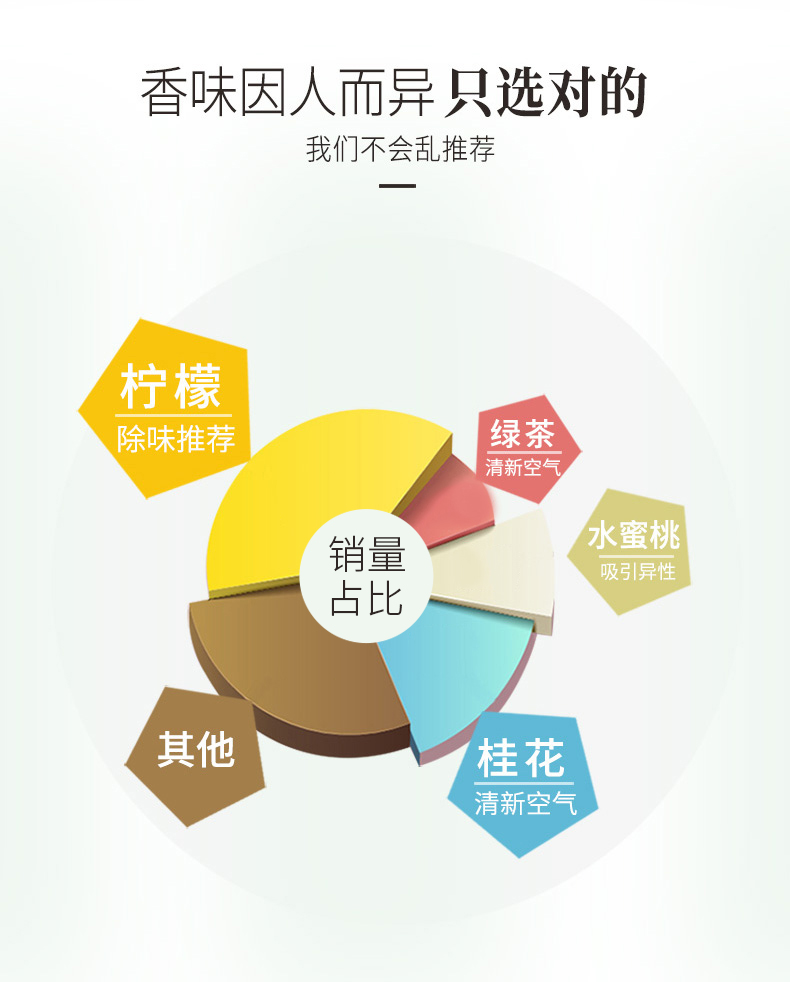 香味因人而异 只选对的
我们不会乱推荐
柠檬
除味推荐
绿茶
清新空气
水蜜桃
吸引异性
销量
占比
其他
桂花
清新空气